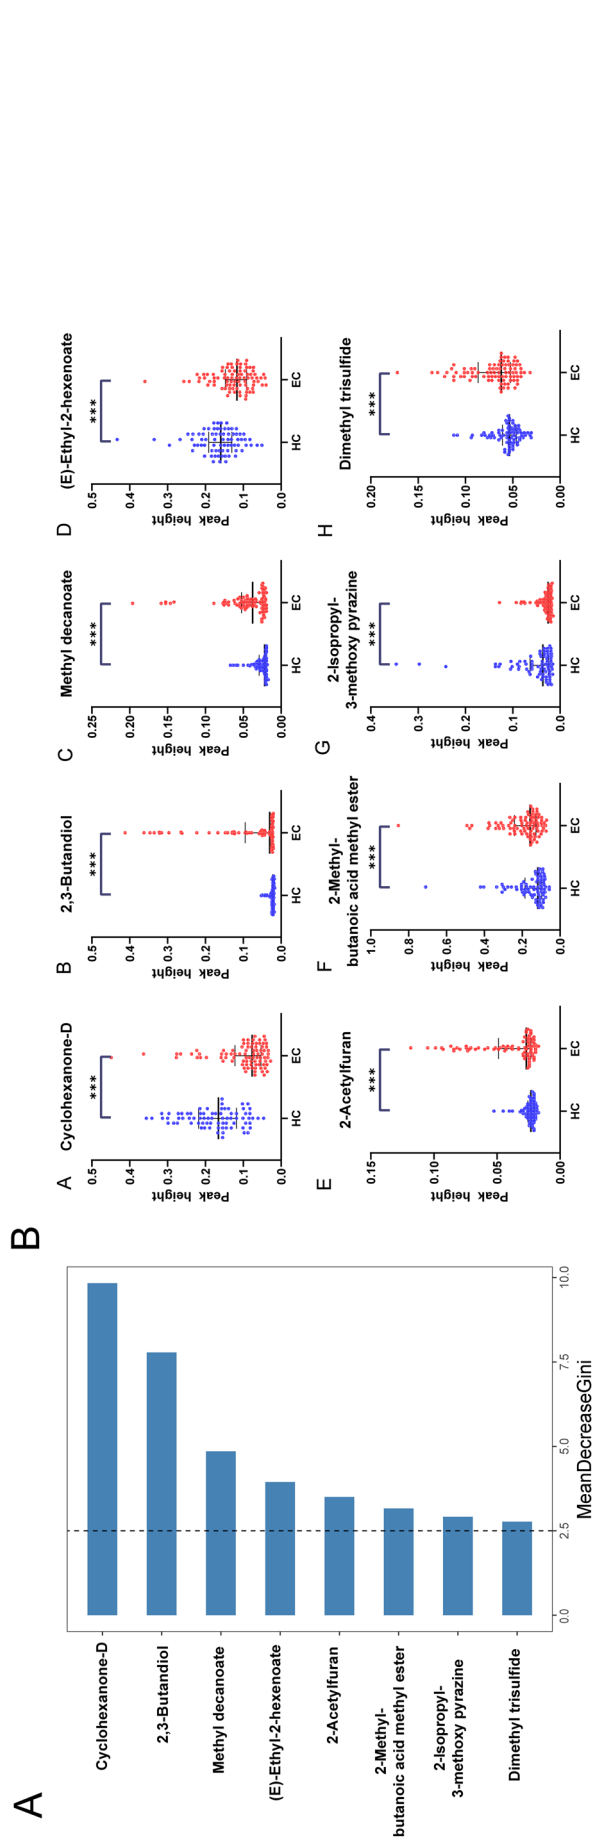 A
Cyclohexanone-D
2,3-Butandiol
Methyl decanoate
(E)-Ethyl-2-hexenoate
2-Acetylfuran
2-Methyl-
butanoic acid methyl ester
2-Isopropyl-
3-methoxy pyrazine
Dimethyl trisulfide
0.0 2.5 5.0 7.5 10.0
MeanDecreaseGini
B
A
Cyclohexanone-D
***
0.5
0.4
0.3
0.2
0.1
0.0
Peak height
HC EC
B
2,3-Butandiol
***
0.5
0.4
0.3
0.2
0.1
0.0
Peak height
HC EC
C
Methyl decanoate
***
0.25
0.20
0.15
0.10
0.05
0.00
Peak height
HC EC
D
(E)-Ethyl-2-hexenoate
***
0.5
0.4
0.3
0.2
0.1
0.0
Peak height
HC EC
E
2-Acetylfuran
***
0.15
0.10
0.05
0.00
Peak height
HC EC
F
2-Methyl-
butanoic acid methyl ester
***
1.0
0.8
0.6
0.4
0.2
0.0
Peak height
HC EC
G
2-Isopropyl-
3-methoxy pyrazine
***
0.4
0.3
0.2
0.1
0.0
Peak height
HC EC
H
Dimethyl trisulfide
***
0.20
0.15
0.10
0.05
0.00
Peak height
HC EC